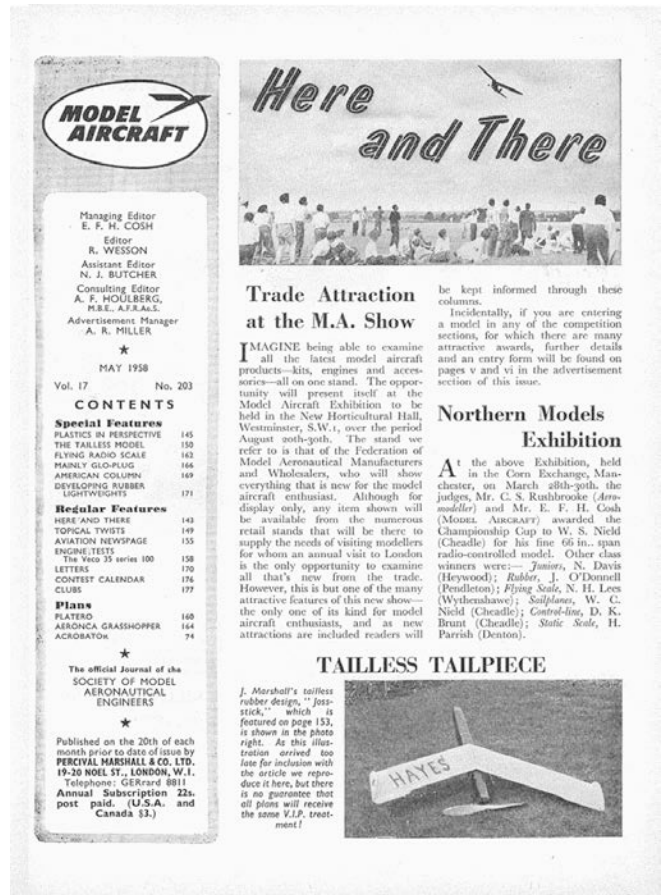 MODEL
AIRCRAFT
Managing Editor
E. F. H. COSH
Editor
R. WESSON
Assistant Editor
N. J. BUTCHER
Consulting Editor
A. F. HOULBERG,
M.B.E., A.F.R.Ae.S.
Advertisement Manager
A. R. MILLER
★
MAY 1958
Vol. 17 No. 203
CONTENTS
Special Features
PLASTICS IN PERSPECTIVE 145
THE TAILLESS MODEL 150
FLYING RADIO SCALE 162
MAINLY GLO-PLUG 166
AMERICAN COLUMN 169
DEVELOPING RUBBER
LIGHTWEIGHTS 171
Regular Features
HERE AND THERE 143
TOPICAL TWISTS 149
AVIATION NEWSPAGE 155
ENGINE TESTS
The Veco 35 series 100 158
LETTERS 170
CONTEST CALENDAR 176
CLUBS 177
Plans
PLATERO 160
AERONCA GRASSHOPPER 164
ACROBATOR 74
★
The official Journal of the
SOCIETY OF MODEL
AERONAUTICAL
ENGINEERS
★
Published on the 20th of each
month prior to date of issue by
PERCIVAL MARSHALL & CO. LTD.
19-20 NOEL ST., LONDON, W.I.
Telephone: GERrard 8811
Annual Subscription 22s.
post paid. (U.S.A. and
Canada $3.)
Here
and There
Trade Attraction
at the M.A. Show
IMAGINE being able to examine
all the latest model aircraft
products—kits, engines and acces-
sories—all on one stand. The oppor-
tunity will present itself at the
Model Aircraft Exhibition to be
held in the New Horticultural Hall,
Westminster, S.W.1, over the period
August 20th-30th. The stand we
refer to is that of the Federation of
Model Aeronautical Manufacturers
and Wholesalers, who will show
everything that is new for the model
aircraft enthusiast. Although for
display only, any item shown will
be available from the numerous
retail stands that will be there to
supply the needs of visiting modellers
for whom an annual visit to London
is the only opportunity to examine
all that's new from the trade.
However, this is but one of the many
attractive features of this new show—
the only one of its kind for model
aircraft enthusiasts, and as new
attractions are included readers will
be kept informed through these
columns.
Incidentally, if you are entering
a model in any of the competition
sections, for which there are many
attractive awards, further details
and an entry form will be found on
pages v and vi in the advertisement
section of this issue.
Northern Models
Exhibition
At the above Exhibition, held
in the Corn Exchange, Man-
chester, on March 28th-30th. the
judges, Mr. C. S. Rushbrooke (Aero-
modeller) and Mr. E. F. H. Cosh
(MODEL AIRCRAFT) awarded the
Championship Cup to W. S. Nield
(Cheadle) for his fine 66 in.. span
radio-controlled model. Other class
winners were:— Juniors, N. Davis
(Heywood); Rubber, J. O'Donnell
(Pendleton); Flying Scale, N. H. Lees
(Wythenshawe); Sailplanes, W. C.
Nield (Cheadle); Control-line, D. K.
Brunt (Cheadle); Static Scale, H.
Parrish (Denton).
TAILLESS TAILPIECE
J. Marshall's tailless
rubber design, "Joss-
stick," which is
featured on page 153,
is shown in the photo
right. As this illus-
tration arrived too
late for inclusion with
the article we repro-
duce it here, but there
is no guarantee that
all plans will receive
the same V.I.P. treat-
ment!
HAYES